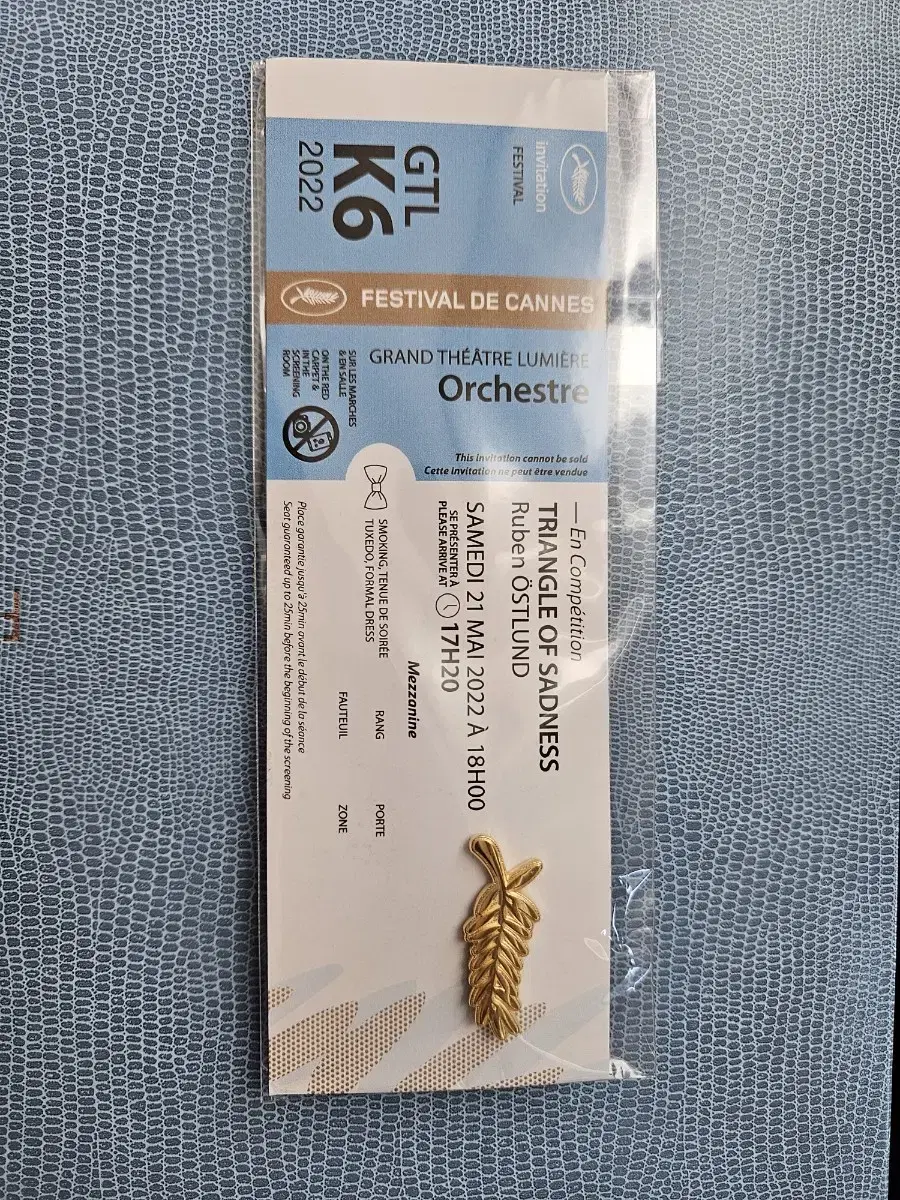 invitation
FESTIVAL
GTL
K6
2022
FESTIVAL DE CANNES
GRAND THÉÂTRE LUMIÈRE
Orchestre
SUR LES MARCHES
& EN SALLE
ON THE RED
CARPET &
IN THE
SCREENING
ROOM
This invitation cannot be sold
Cette invitation ne peut être vendue
— En Compétition
TRIANGLE OF SADNESS
Ruben ÖSTLUND
SAMEDI 21 MAI 2022 À 18H00
SE PRÉSENTER À
PLEASE ARRIVE AT
17H20
Mezzanine
SMOKING, TENUE DE SOIRÉE
TUXEDO, FORMAL DRESS
RANG
PORTE
FAUTEUIL
ZONE
Place garantie jusqu'à 25min avant le début de la séance
Seat guaranteed up to 25min before the beginning of the screening